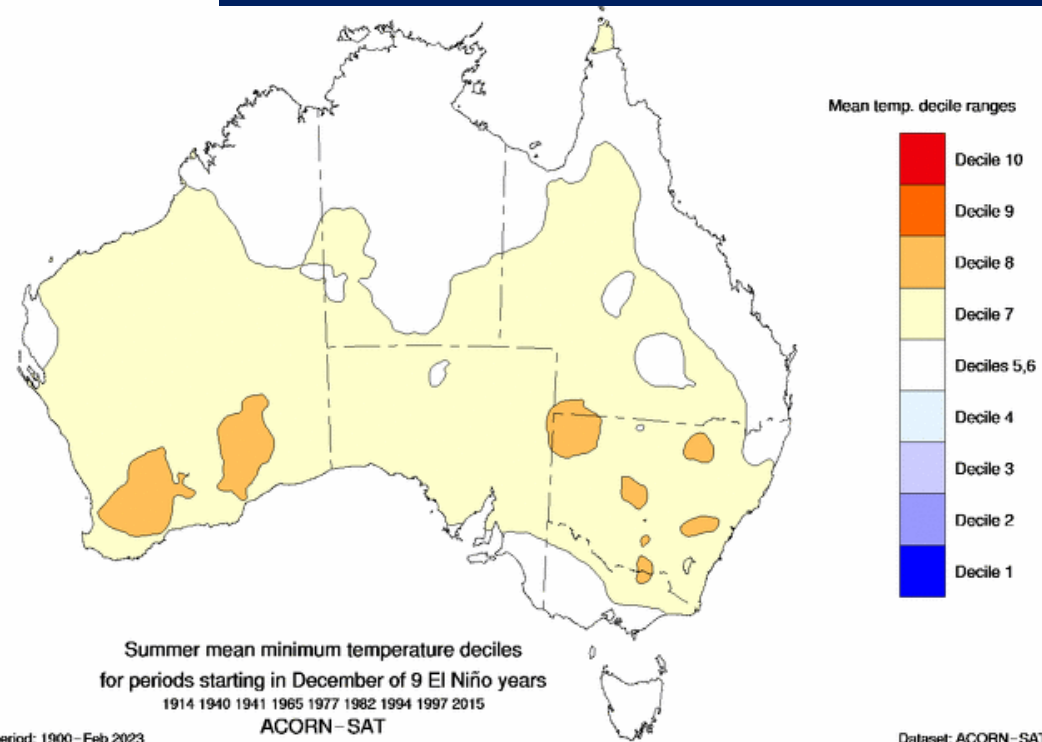 Mean temp. decile ranges
Decile 10
Decile 9
Decile 8
Decile 7
Deciles 5,6
Decile 4
Decile 3
Decile 2
Decile 1
Summer mean minimum temperature deciles
for periods starting in December of 9 El Niño years
1914 1940 1941 1965 1977 1982 1994 1997 2015
ACORN-SAT
eriod: 1900-Feb 2023
Dataset: ACORN-SAT